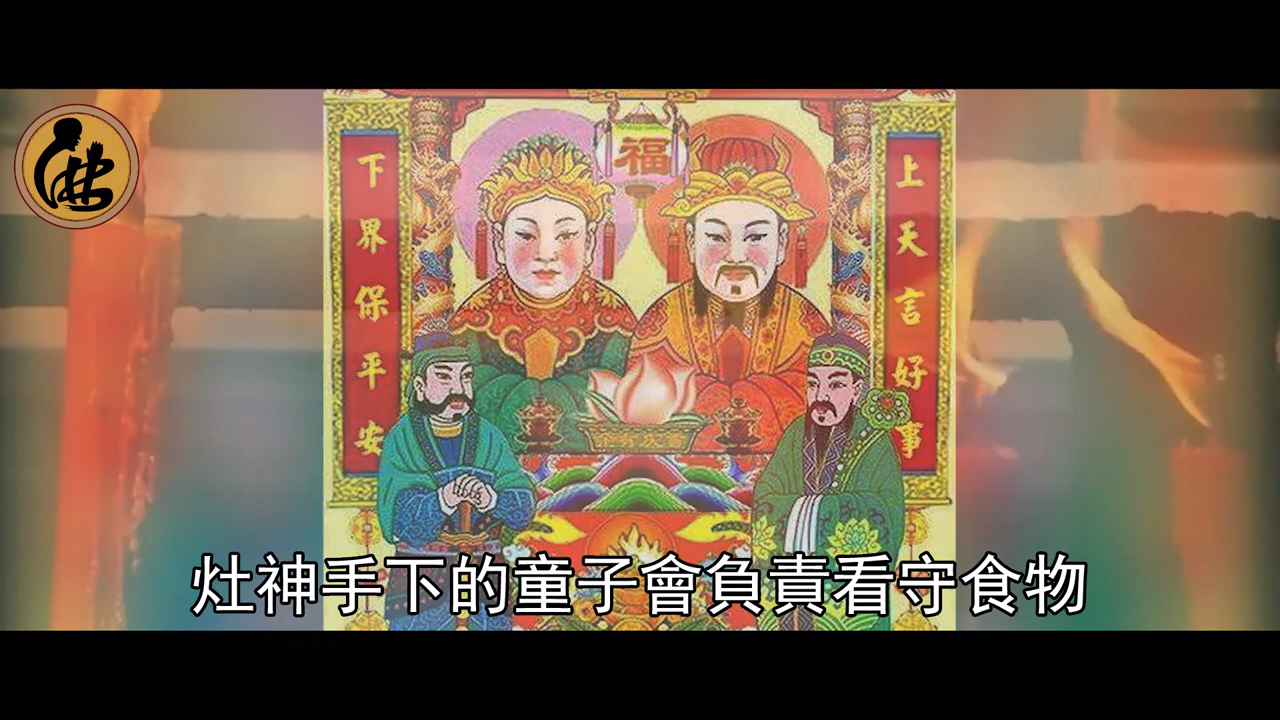 福
上天言好事
下界保平安
灶神手下的童子會負責看守食物